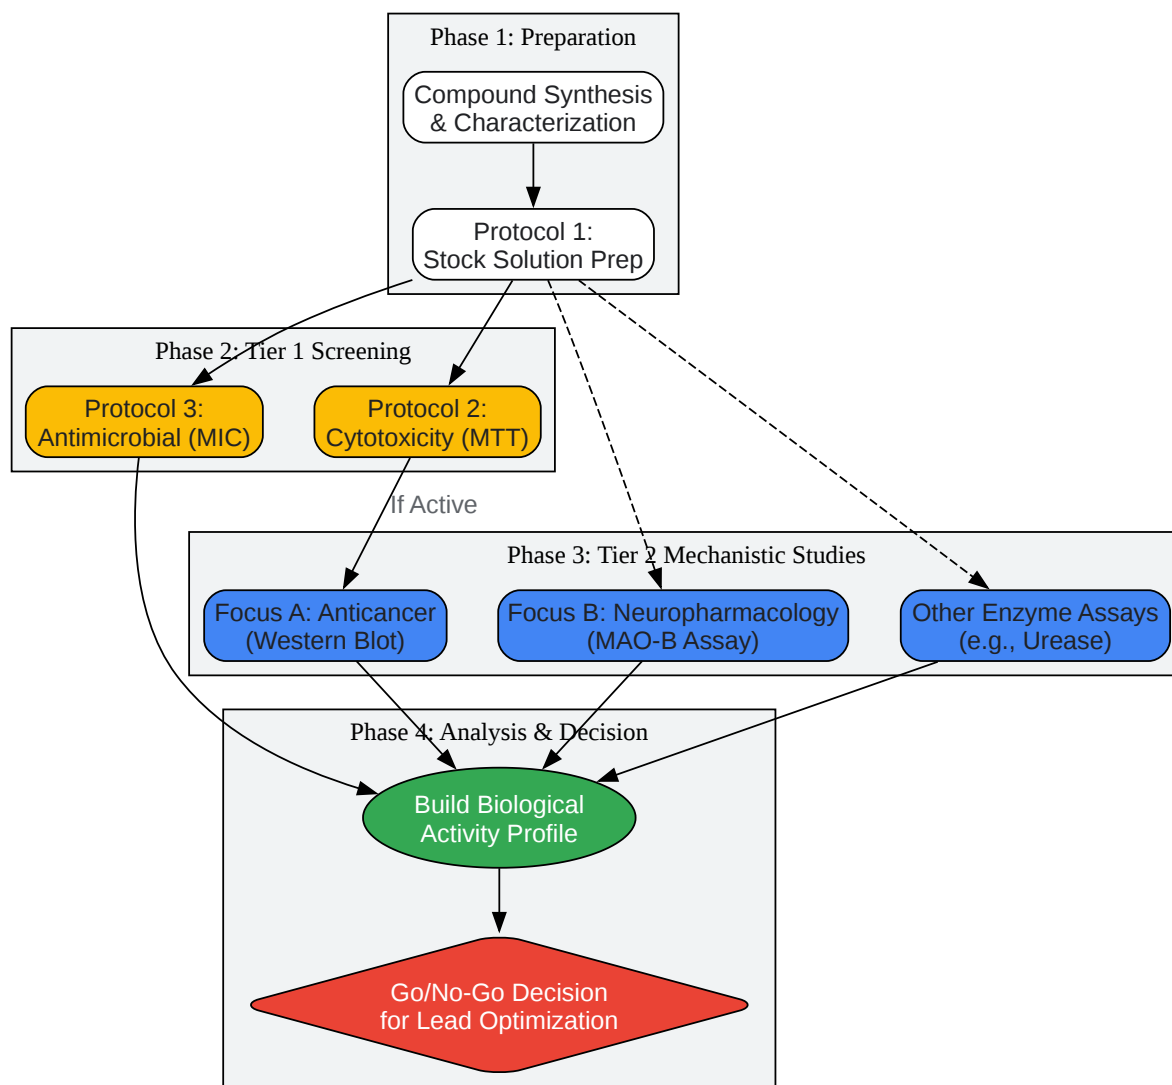 Phase 1: Preparation
Compound Synthesis
& Characterization
Protocol 1:
Stock Solution Prep
Phase 2: Tier 1 Screening
Protocol 3:
Antimicrobial (MIC)
Protocol 2:
Cytotoxicity (MTT)
If Active
Phase 3: Tier 2 Mechanistic Studies
Focus A: Anticancer
(Western Blot)
Focus B: Neuropharmacology
(MAO-B Assay)
Other Enzyme Assays
(e.g., Urease)
Phase 4: Analysis & Decision
Build Biological
Activity Profile
Go/No-Go Decision
for Lead Optimization